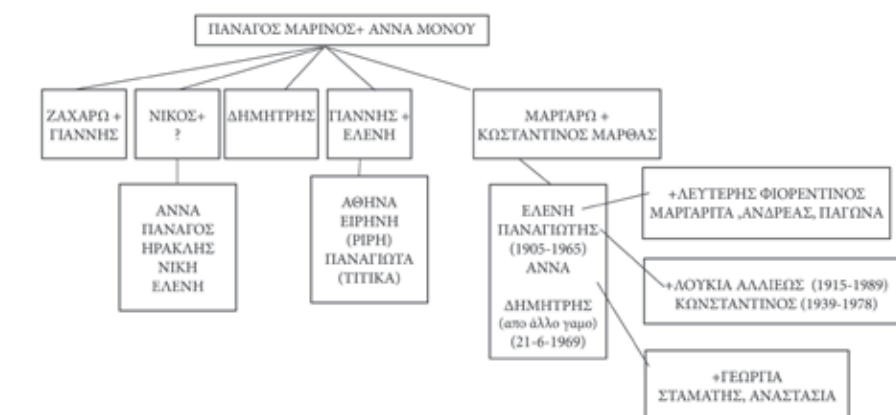 ΠΑΝΑΓΟΣ ΜΑΡΙΝΟΣ+ ΑΝΝΑ ΜΟΝΟΥ
ΖΑΧΑΡΩ +
ΓΙΑΝΝΗΣ
ΝΙΚΟΣ+
?
ΔΗΜΗΤΡΗΣ
ΓΙΑΝΝΗΣ +
ΕΛΕΝΗ
ΜΑΡΓΑΡΩ +
ΚΩΣΤΑΝΤΙΝΟΣ ΜΑΡΘΑΣ
ΑΝΝΑ
ΠΑΝΑΓΟΣ
ΗΡΑΚΛΗΣ
ΝΙΚΗ
ΕΛΕΝΗ
ΑΘΗΝΑ
ΕΙΡΗΝΗ
(ΡΙΡΗ)
ΠΑΝΑΓΙΩΤΑ
(ΤΙΤΙΚΑ)
ΕΛΕΝΗ
ΠΑΝΑΓΙΩΤΗΣ
(1905-1965)
ΑΝΝΑ
ΔΗΜΗΤΡΗΣ
(απο άλλο γαμο)
(21-6-1969)
+ΛΕΥΤΕΡΗΣ ΦΙΟΡΕΝΤΙΝΟΣ
ΜΑΡΓΑΡΙΤΑ ,ΑΝΔΡΕΑΣ, ΠΑΓΩΝΑ
+ΛΟΥΚΙΑ ΑΛΛΙΕΩΣ (1915-1989)
ΚΩΝΣΤΑΝΤΙΝΟΣ (1939-1978)
+ΓΕΩΡΓΙΑ
ΣΤΑΜΑΤΗΣ, ΑΝΑΣΤΑΣΙΑ